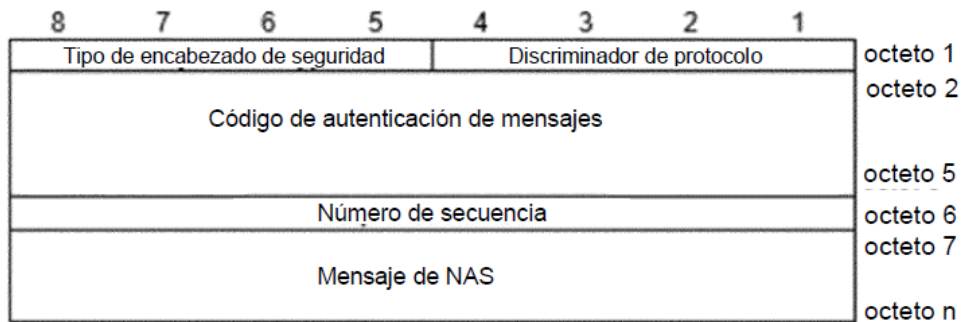 8 7 6 5 4 3 2 1
Tipo de encabezado de seguridad Discriminador de protocolo octeto 1
octeto 2
Código de autenticación de mensajes
octeto 5
Número de secuencia octeto 6
octeto 7
Mensaje de NAS
octeto n